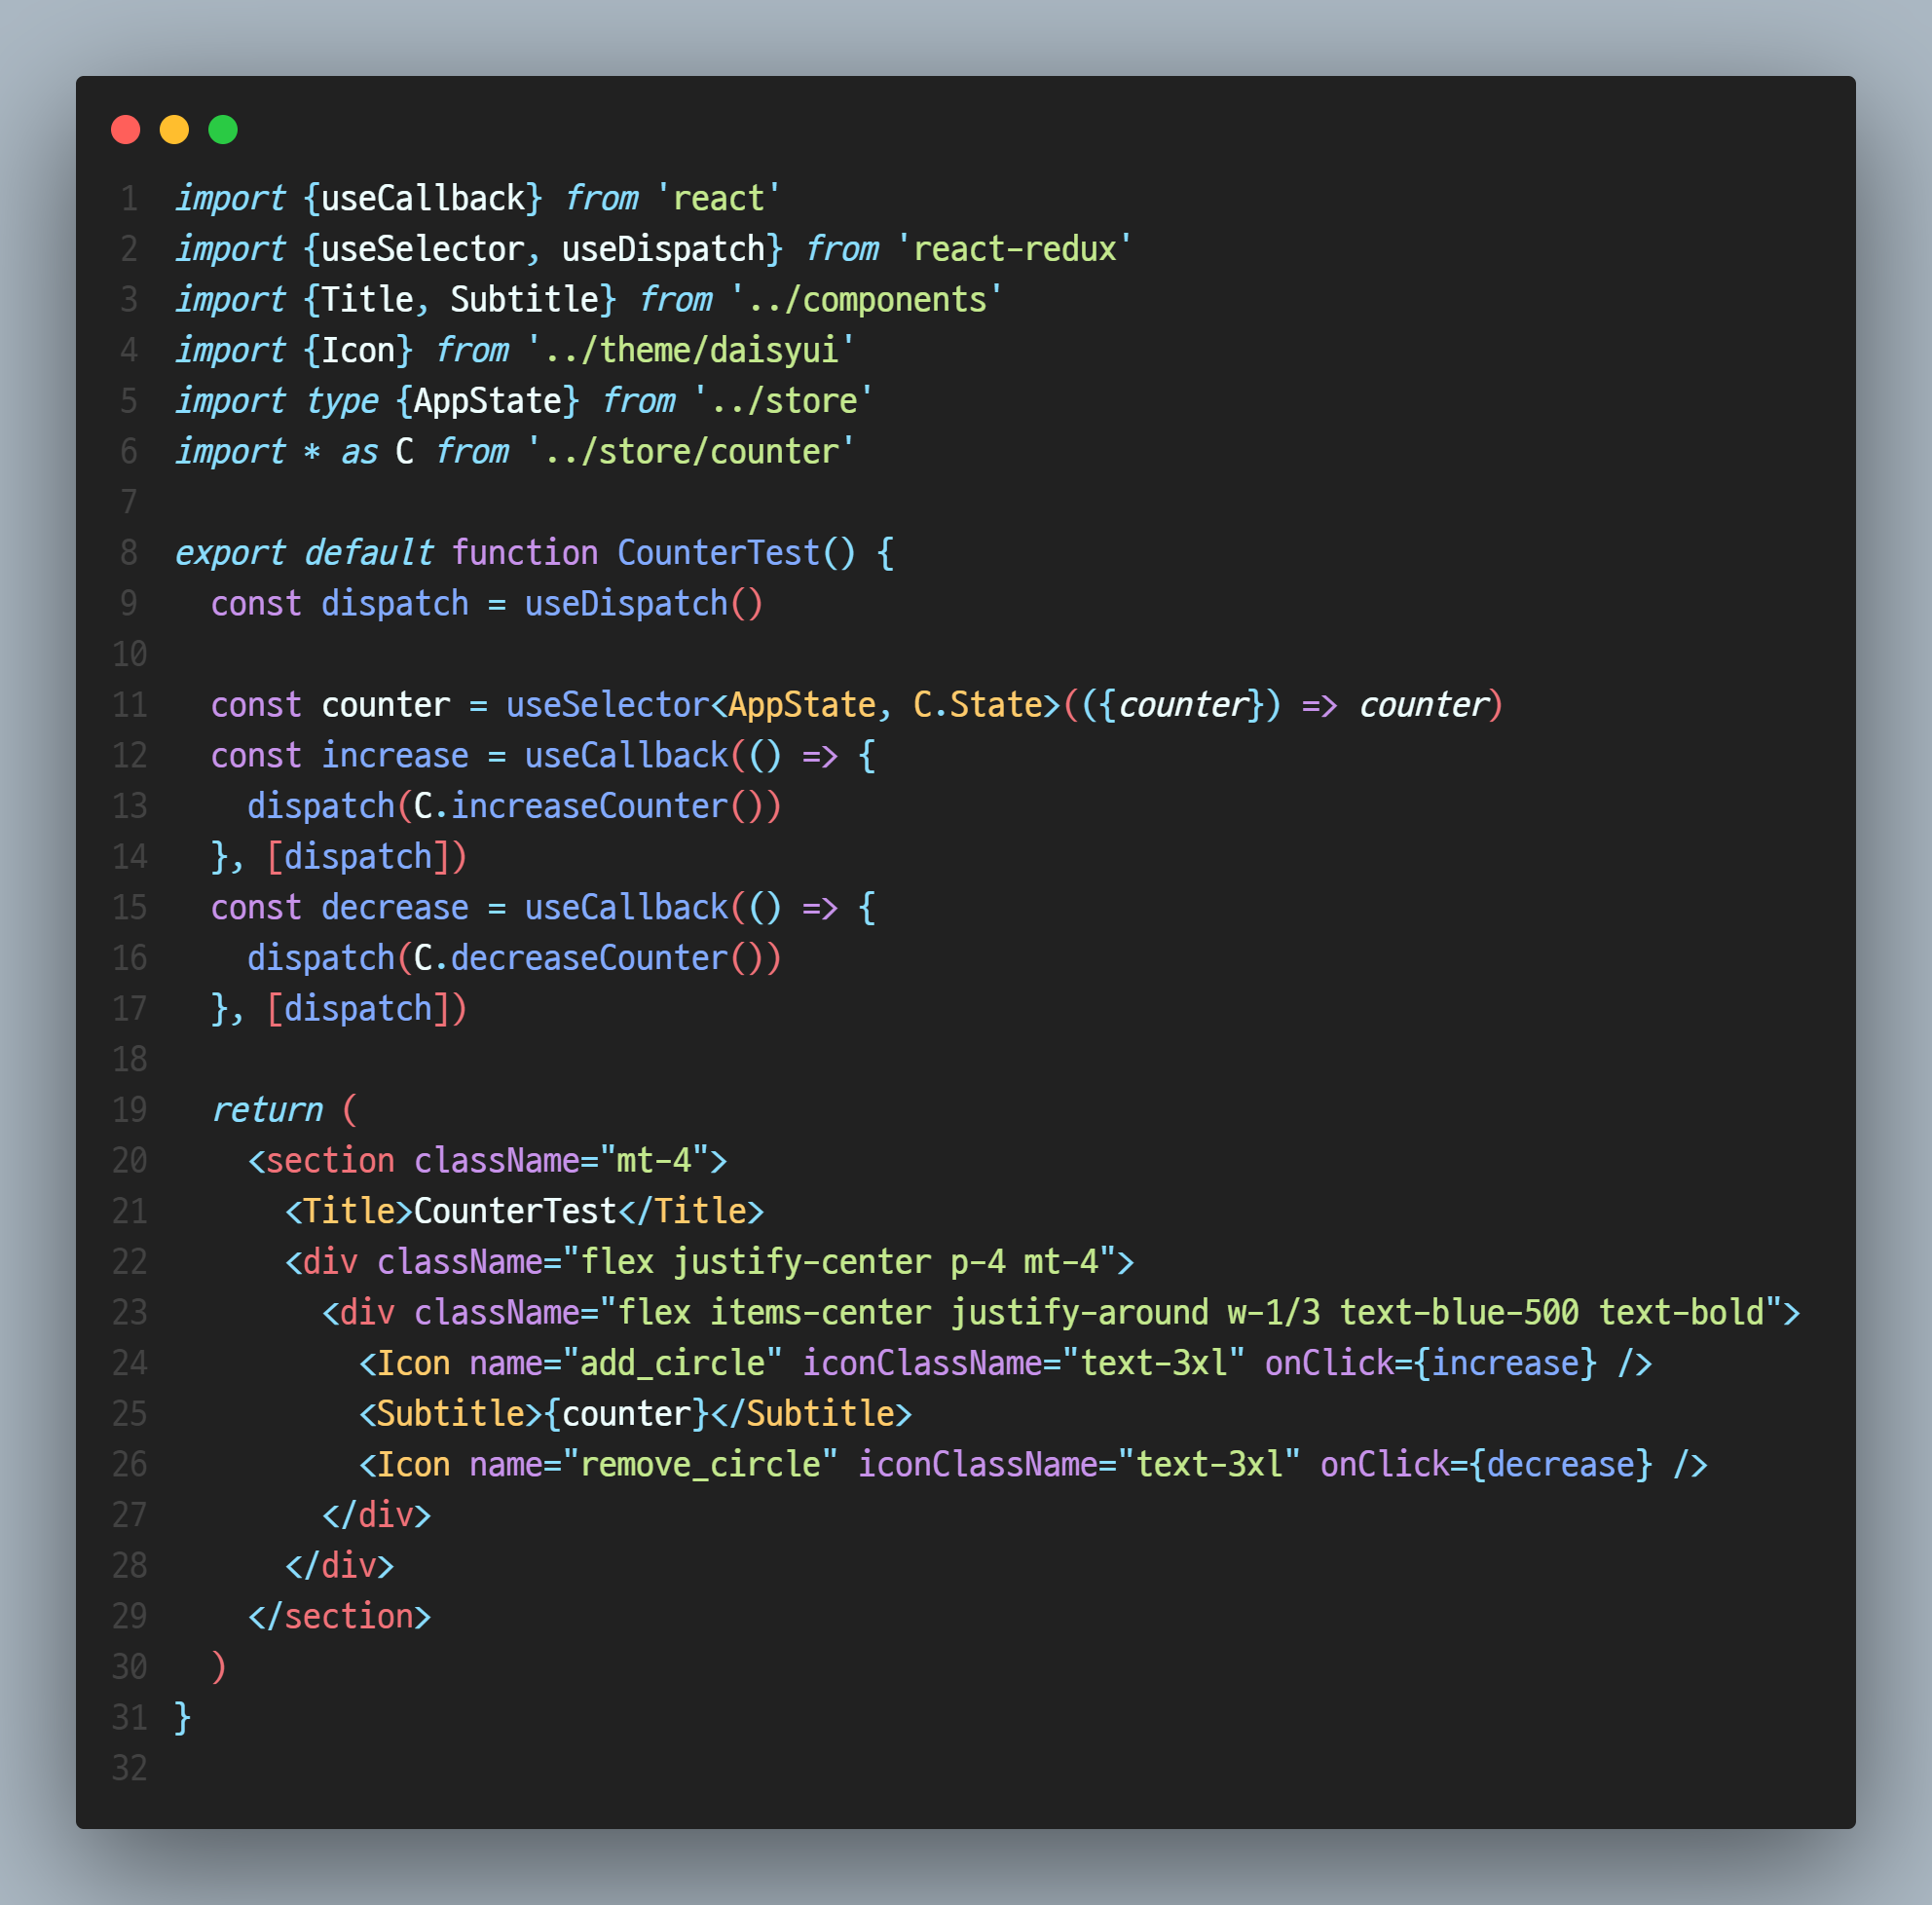 1 import {useCallback} from 'react'
2 import {useSelector, useDispatch} from 'react-redux'
3 import {Title, Subtitle} from '../components'
4 import {Icon} from '../theme/daisyui'
5 import type {AppState} from '../store'
6 import * as C from '../store/counter'
7
8 export default function CounterTest() {
9   const dispatch = useDispatch()
10
11   const counter = useSelector<AppState, C.State>(({counter}) => counter)
12   const increase = useCallback(() => {
13     dispatch(C.increaseCounter())
14   }, [dispatch])
15   const decrease = useCallback(() => {
16     dispatch(C.decreaseCounter())
17   }, [dispatch])
18
19   return (
20     <section className="mt-4">
21       <Title>CounterTest</Title>
22       <div className="flex justify-center p-4 mt-4">
23         <div className="flex items-center justify-around w-1/3 text-blue-500 text-bold">
24           <Icon name="add_circle" iconClassName="text-3xl" onClick={increase} />
25           <Subtitle>{counter}</Subtitle>
26           <Icon name="remove_circle" iconClassName="text-3xl" onClick={decrease} />
27         </div>
28       </div>
29     </section>
30   )
31 }
32